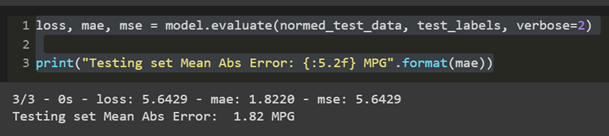 1 loss, mae, mse = model.evaluate(normed_test_data, test_labels, verbose=2)
2
3 print("Testing set Mean Abs Error: {:5.2f} MPG".format(mae))
3/3 - 0s - loss: 5.6429 - mae: 1.8220 - mse: 5.6429
Testing set Mean Abs Error:  1.82 MPG